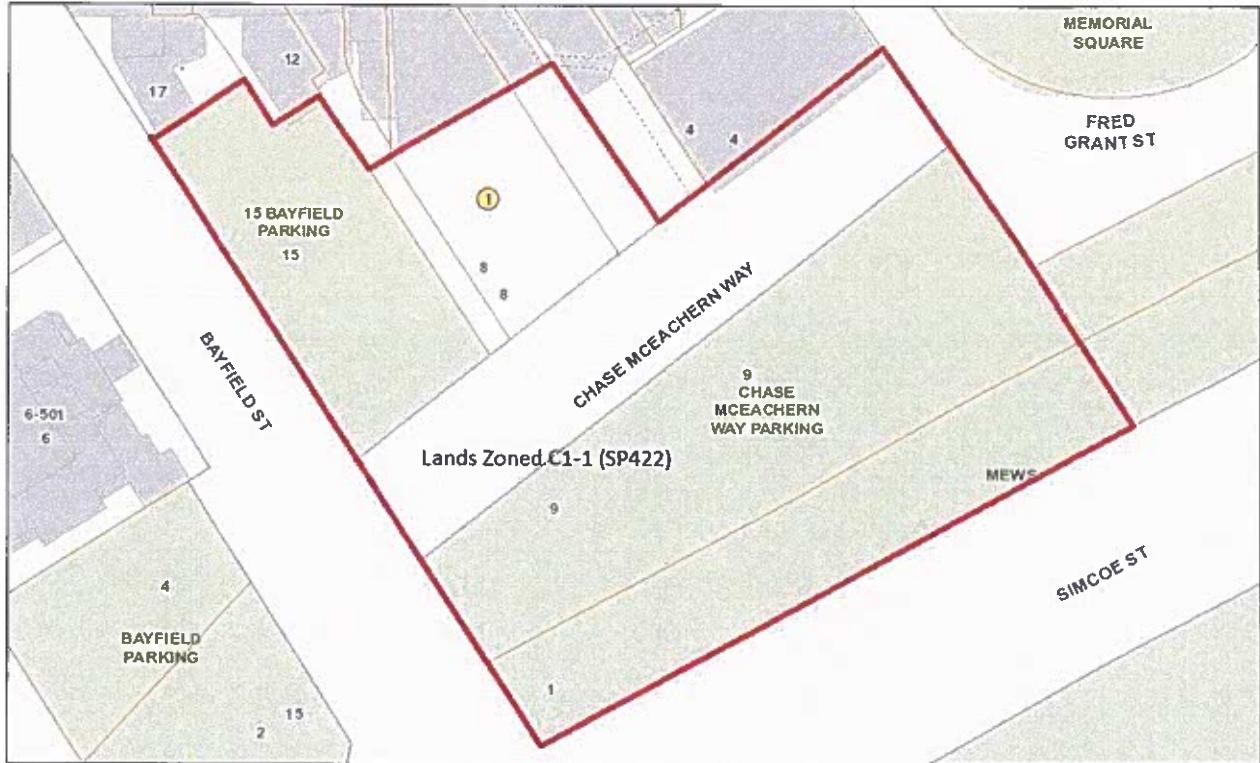 MEMORIAL
SQUARE
12
17
FRED
GRANT ST
4
4
1
15 BAYFIELD
PARKING
15
8
8
CHASE MCEACHERN WAY
BAYFIELD ST
9
CHASE
MCEACHERN
WAY PARKING
6-501
6
Lands Zoned C1-1 (SP422)
MEWS
9
SIMCOE ST
4
BAYFIELD
PARKING
1
15
2